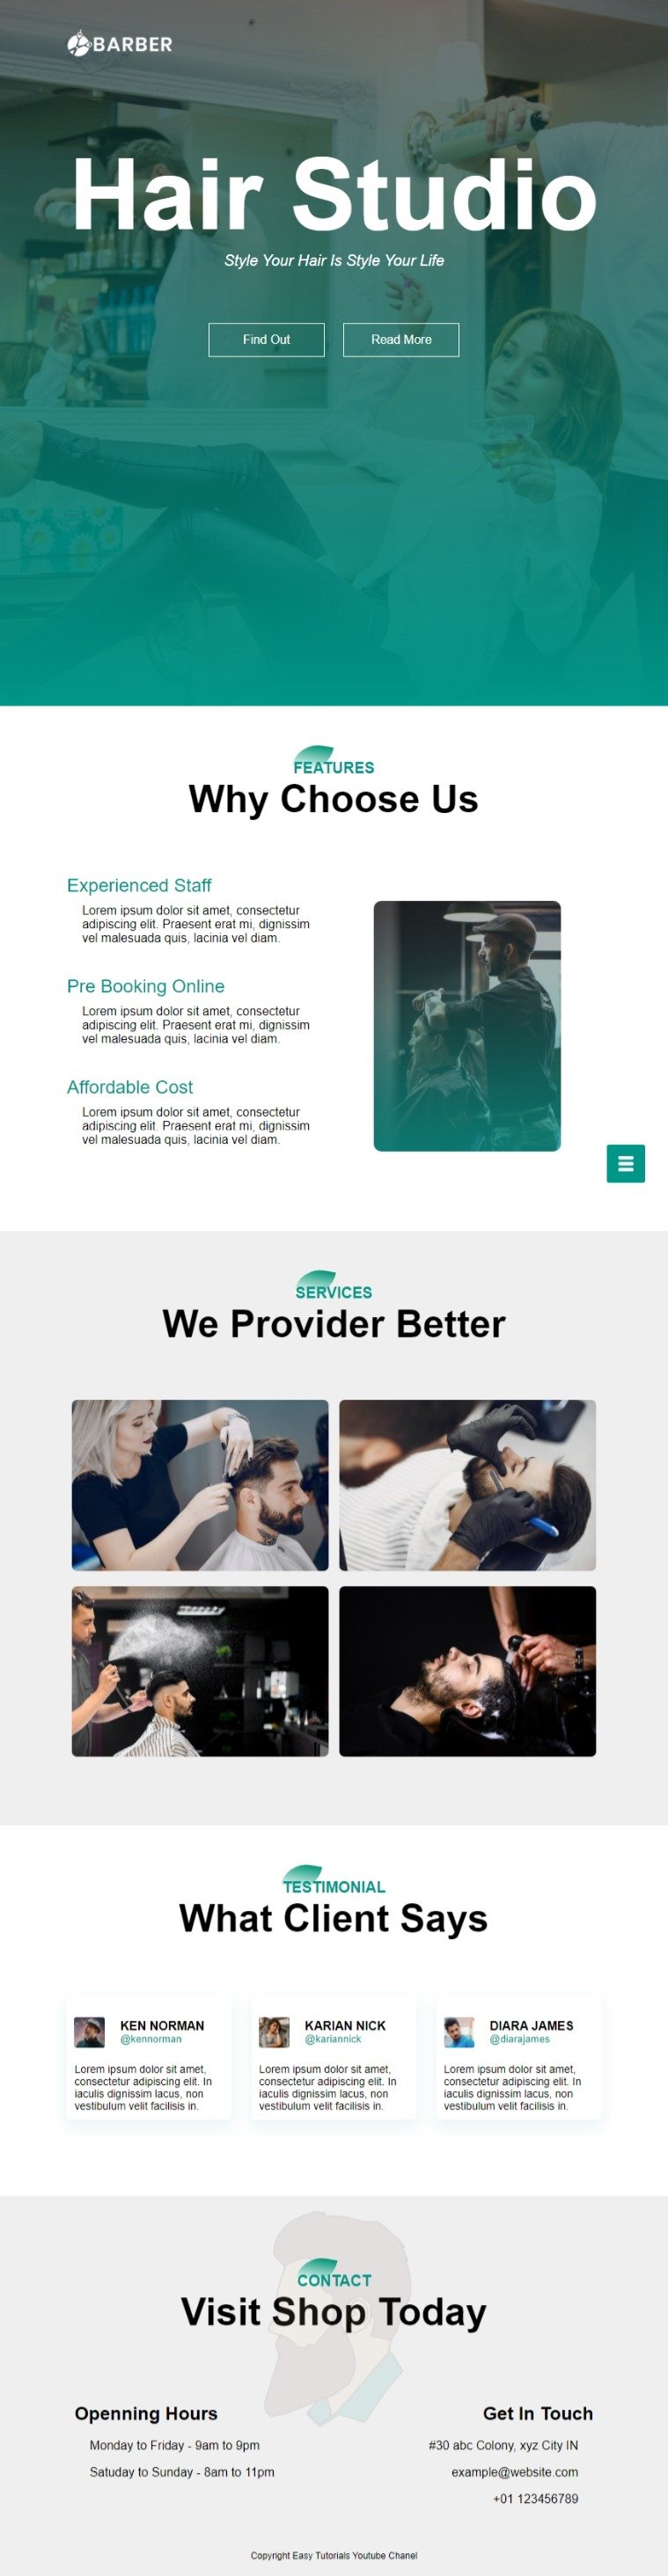 BARBER
Hair Studio
Style Your Hair Is Style Your Life
Find Out
Read More
FEATURES
Why Choose Us
Experienced Staff
Lorem ipsum dolor sit amet, consectetur
adipiscing elit. Praesent erat mi, dignissim
vel malesuada quis, lacinia vel diam.
Pre Booking Online
Lorem ipsum dolor sit amet, consectetur
adipiscing elit. Praesent erat mi, dignissim
vel malesuada quis, lacinia vel diam.
Affordable Cost
Lorem ipsum dolor sit amet, consectetur
adipiscing elit. Praesent erat mi, dignissim
vel malesuada quis, lacinia vel diam.
SERVICES
We Provider Better
TESTIMONIAL
What Client Says
KEN NORMAN
@kennorman
Lorem ipsum dolor sit amet,
consectetur adipiscing elit. In
iaculis dignissim lacus, non
vestibulum velit facilisis in.
KARIAN NICK
@kariannick
Lorem ipsum dolor sit amet,
consectetur adipiscing elit. In
iaculis dignissim lacus, non
vestibulum velit facilisis in.
DIARA JAMES
@diarajames
Lorem ipsum dolor sit amet,
consectetur adipiscing elit. In
iaculis dignissim lacus, non
vestibulum velit facilisis in.
CONTACT
Visit Shop Today
Openning Hours
Monday to Friday - 9am to 9pm
Satuday to Sunday - 8am to 11pm
Get In Touch
#30 abc Colony, xyz City IN
example@website.com
+01 123456789
Copyright Easy Tutorials Youtube Chanel